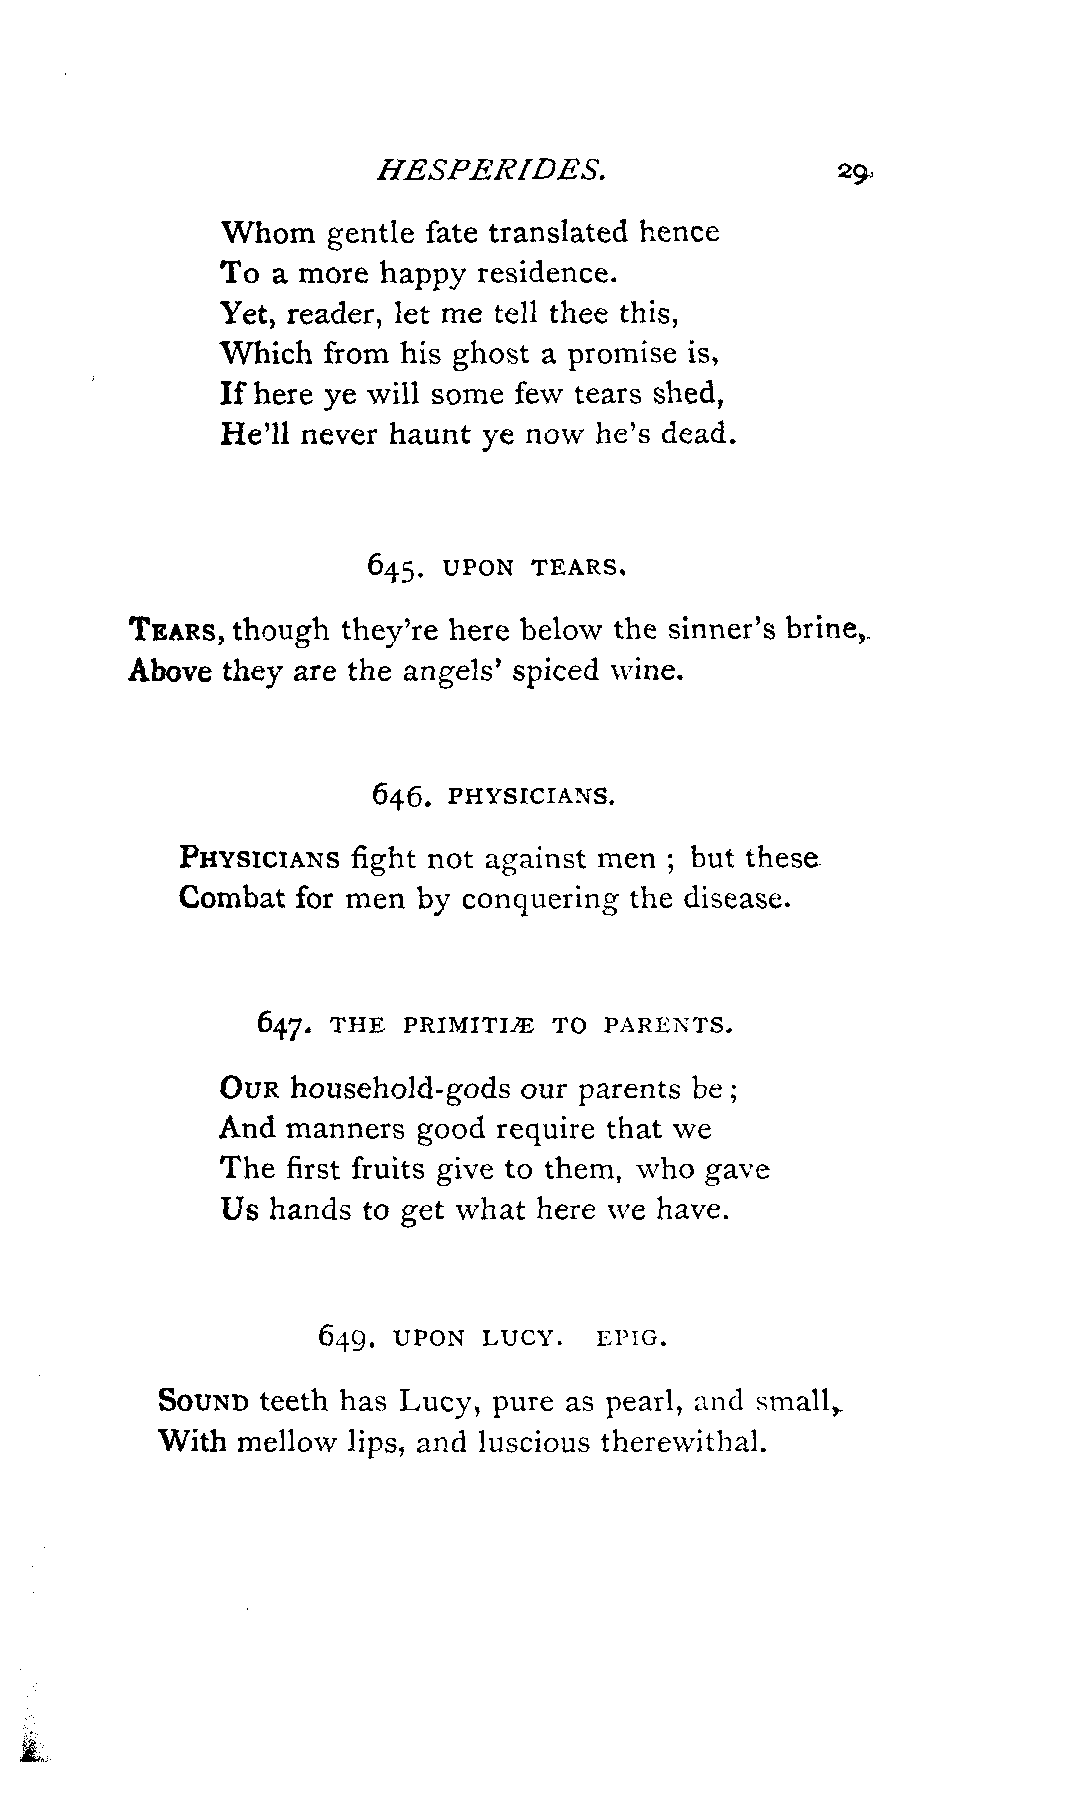 HESPERIDES. 29
Whom gentle fate translated hence
To a more happy residence.
Yet, reader, let me tell thee this,
Which from his ghost a promise is,
If here ye will some few tears shed,
He'll never haunt ye now he's dead.
645. UPON TEARS.
TEARS, though they're here below the sinner's brine,
Above they are the angels' spiced wine.
646. PHYSICIANS.
PHYSICIANS fight not against men ; but these
Combat for men by conquering the disease.
647. THE PRIMITIÆ TO PARENTS.
OUR household-gods our parents be ;
And manners good require that we
The first fruits give to them, who gave
Us hands to get what here we have.
649. UPON LUCY. EPIG.
SOUND teeth has Lucy, pure as pearl, and small,
With mellow lips, and luscious therewithal.